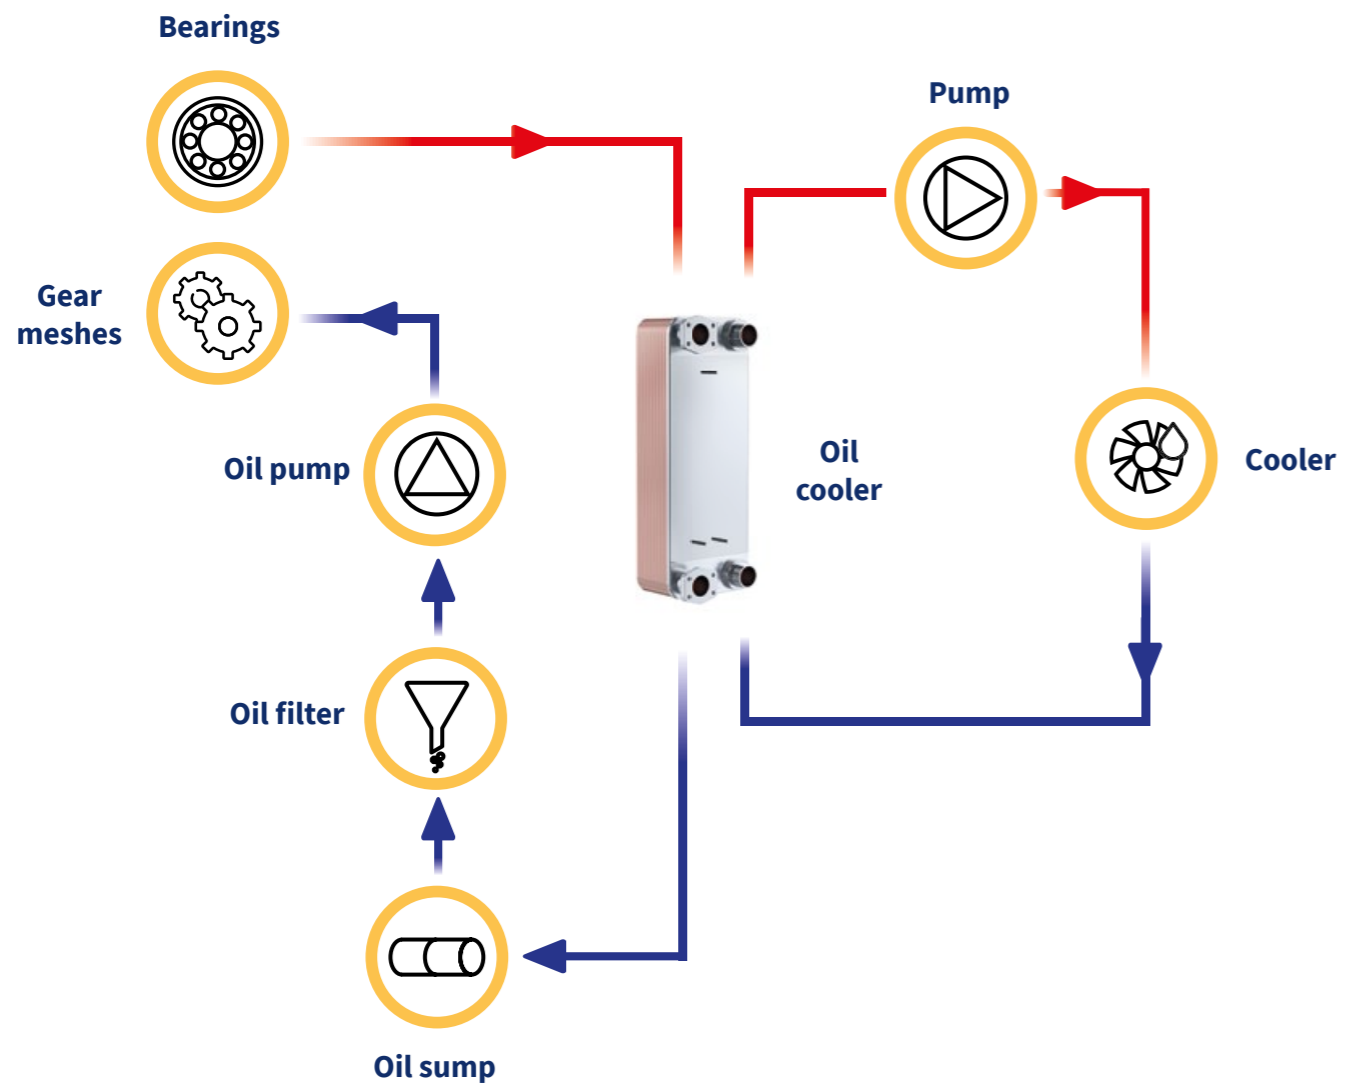 Bearings
Pump
Gear
meshes
Oil pump
Oil
cooler
Cooler
Oil filter
Oil sump